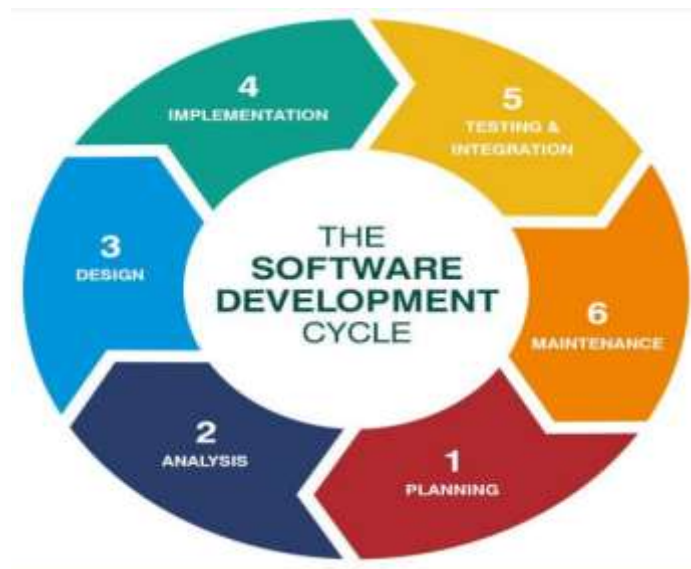 THE
SOFTWARE
DEVELOPMENT
CYCLE
1
PLANNING
2
ANALYSIS
3
DESIGN
4
IMPLEMENTATION
5
TESTING &
INTEGRATION
6
MAINTENANCE